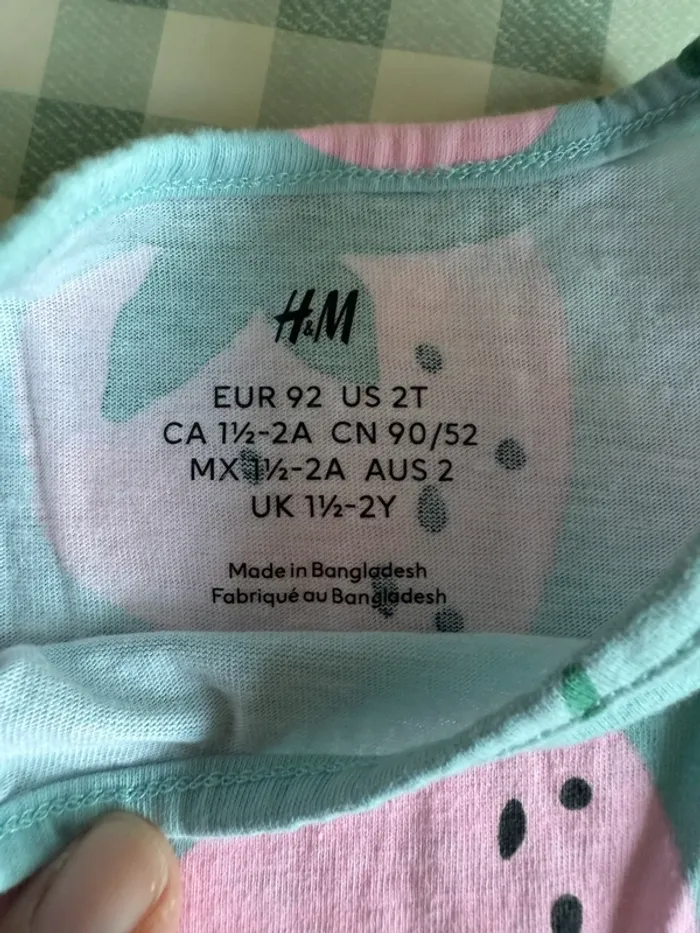 H&M
EUR 92 US 2T
CA 1½-2A CN 90/52
MX 1½-2A AUS 2
UK 1½-2Y
Made in Bangladesh
Fabriqué au Bangladesh